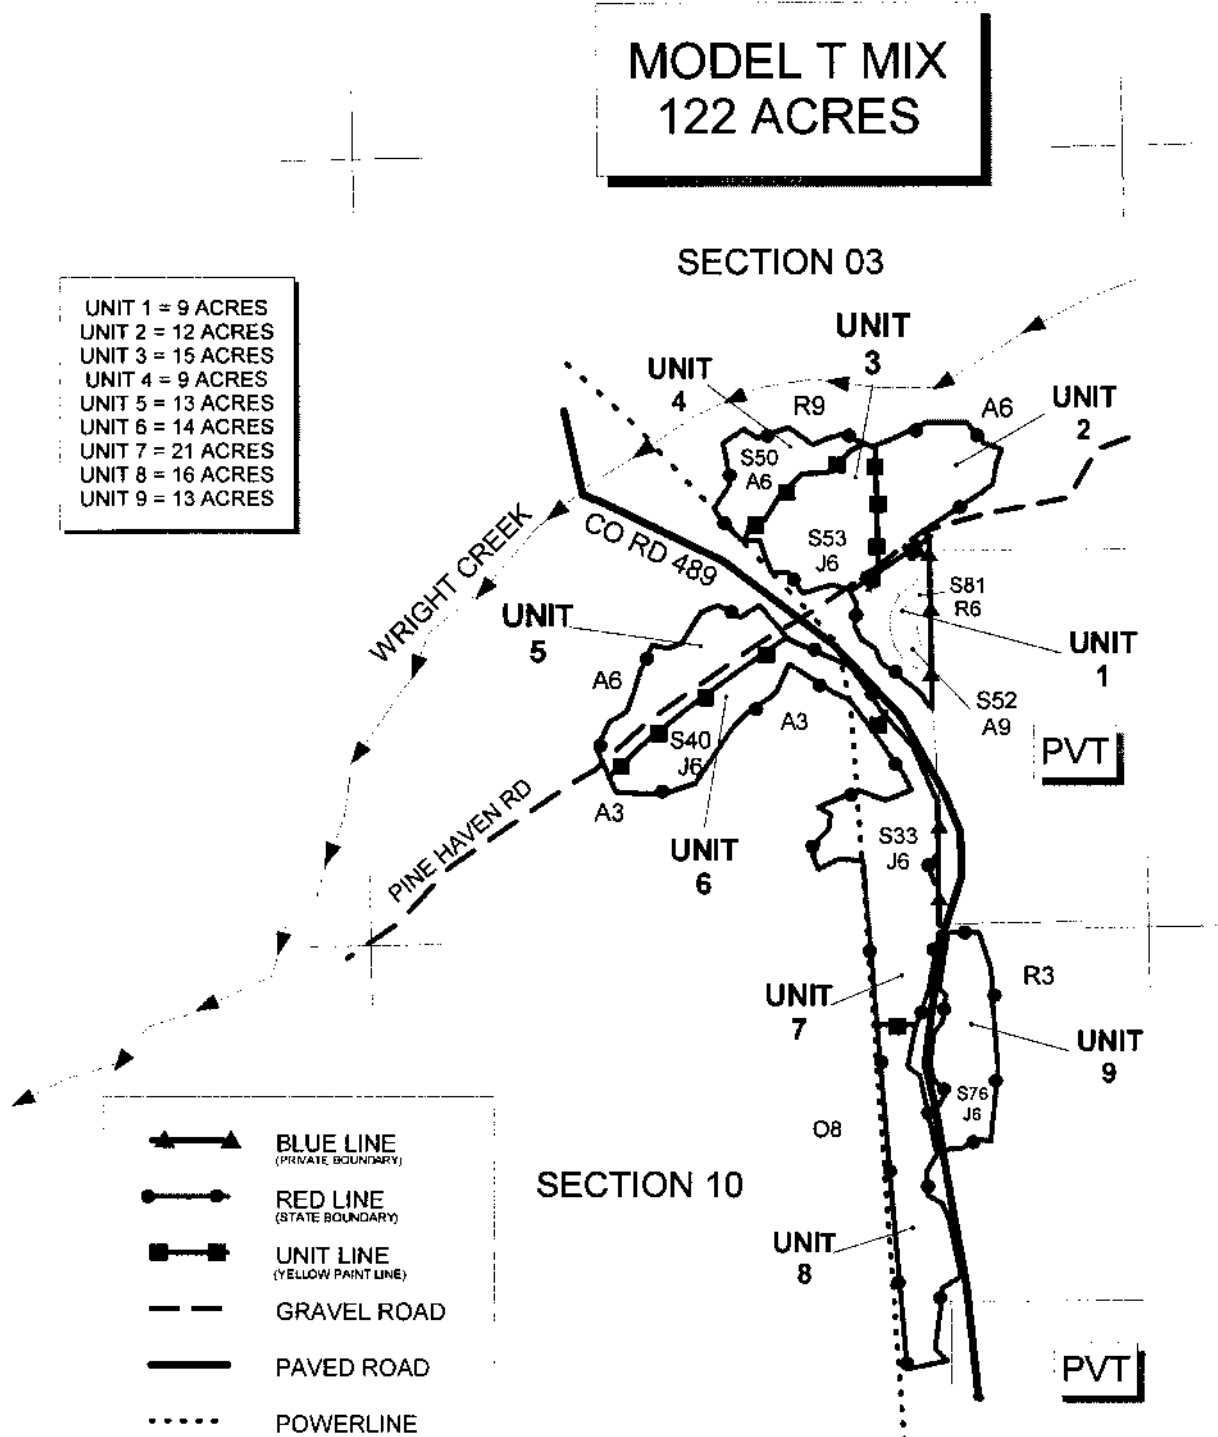 MODEL T MIX
122 ACRES
SECTION 03
UNIT 1 = 9 ACRES
UNIT 2 = 12 ACRES
UNIT 3 = 15 ACRES
UNIT 4 = 9 ACRES
UNIT 5 = 13 ACRES
UNIT 6 = 14 ACRES
UNIT 7 = 21 ACRES
UNIT 8 = 16 ACRES
UNIT 9 = 13 ACRES
UNIT
3
UNIT
4
R9
A6
UNIT
2
S50
A6
CO RD 489
S53
J6
WRIGHT CREEK
S81
R6
UNIT
5
UNIT
1
A6
S52
A9
A3
S40
J6
PVT
A3
PINE HAVEN RD
S33
J6
UNIT
6
R3
UNIT
7
UNIT
9
S76
J6
O8
SECTION 10
UNIT
8
PVT
BLUE LINE
(PRIVATE BOUNDARY)
RED LINE
(STATE BOUNDARY)
UNIT LINE
(YELLOW PAINT LINE)
GRAVEL ROAD
PAVED ROAD
POWERLINE